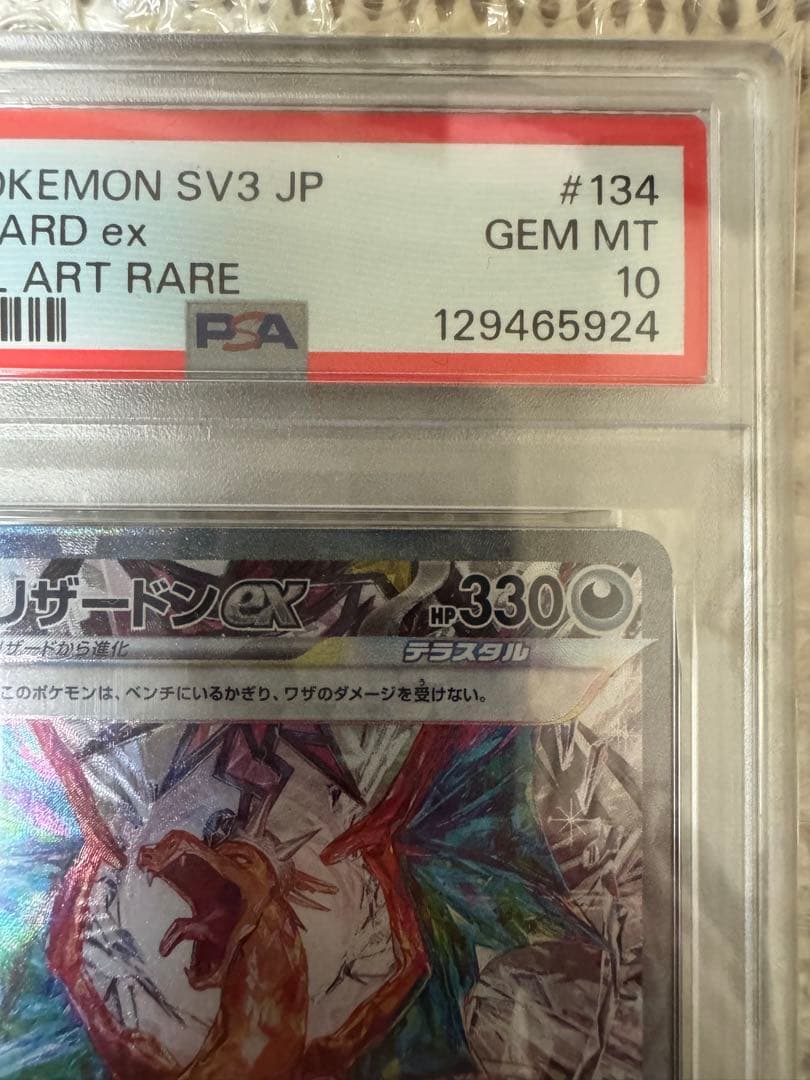 OKEMON SV3 JP #134
ARD ex GEM MT
L ART RARE 10
PSA 129465924
リザードンex HP330
リザードから進化 テラスタル
このポケモンは、ベンチにいるかぎり、ワザのダメージを受けない。